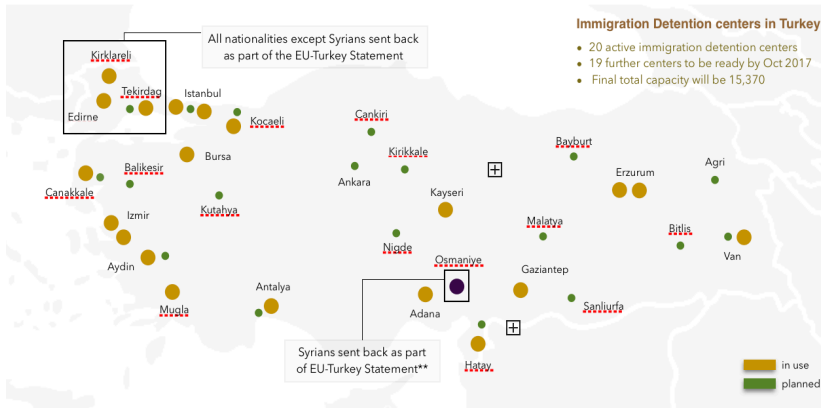 Immigration Detention centers in Turkey
20 active immigration detention centers
19 further centers to be ready by Oct 2017
Final total capacity will be 15,370
All nationalities except Syrians sent back
as part of the EU-Turkey Statement
Kirklareli
Tekirdag
Edirne
Istanbul
Kocaeli
Cankiri
Kirikkale
Bayburt
Agri
Erzurum
Bursa
Balikesir
Canakkale
Ankara
Kayseri
Kutahya
Izmir
Malatya
Bitlis
Nigde
Van
Aydin
Osmaniye
Gaziantep
Antalya
Mugla
Adana
Sanliurfa
Syrians sent back as part
of EU-Turkey Statement**
Hatay
in use
planned